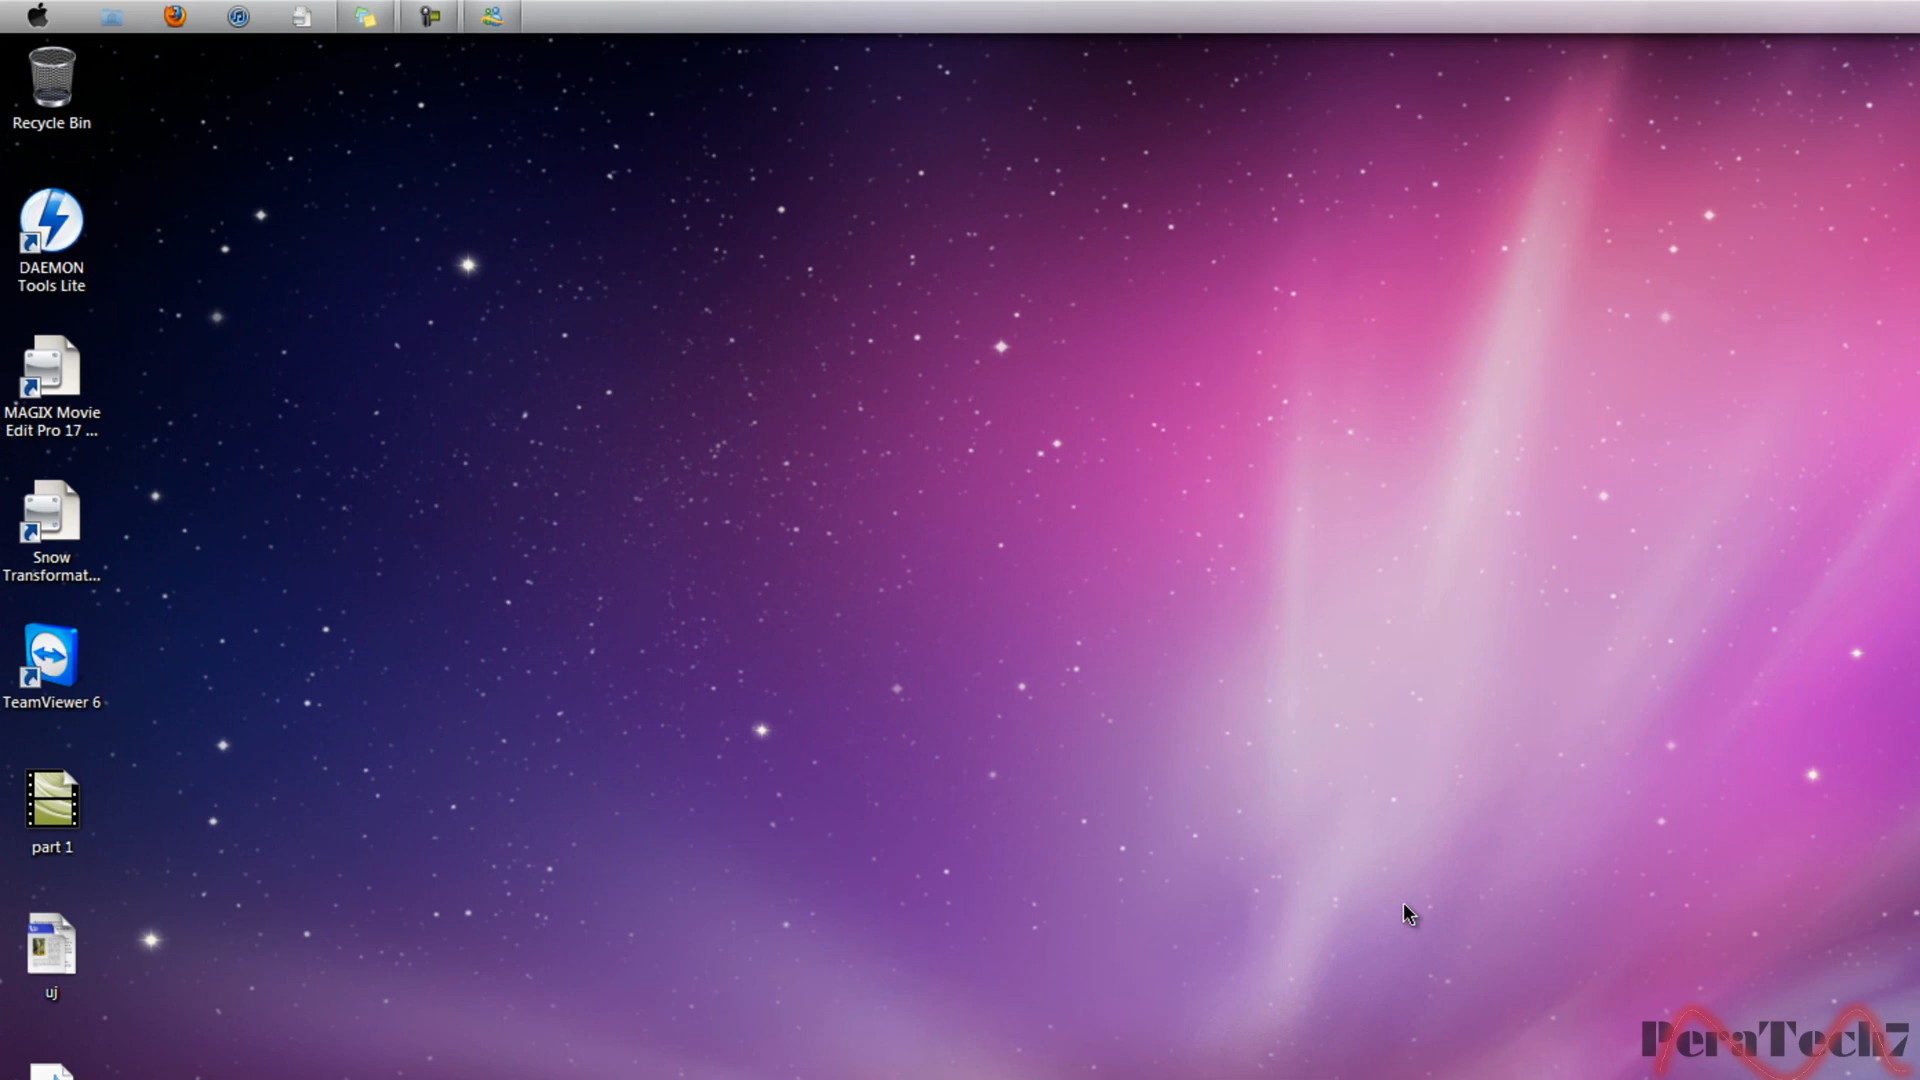 Recycle Bin
DAEMON
Tools Lite
MAGIX Movie
Edit Pro 17 ...
Snow
Transformat...
TeamViewer 6
part 1
uj
PeraTech7